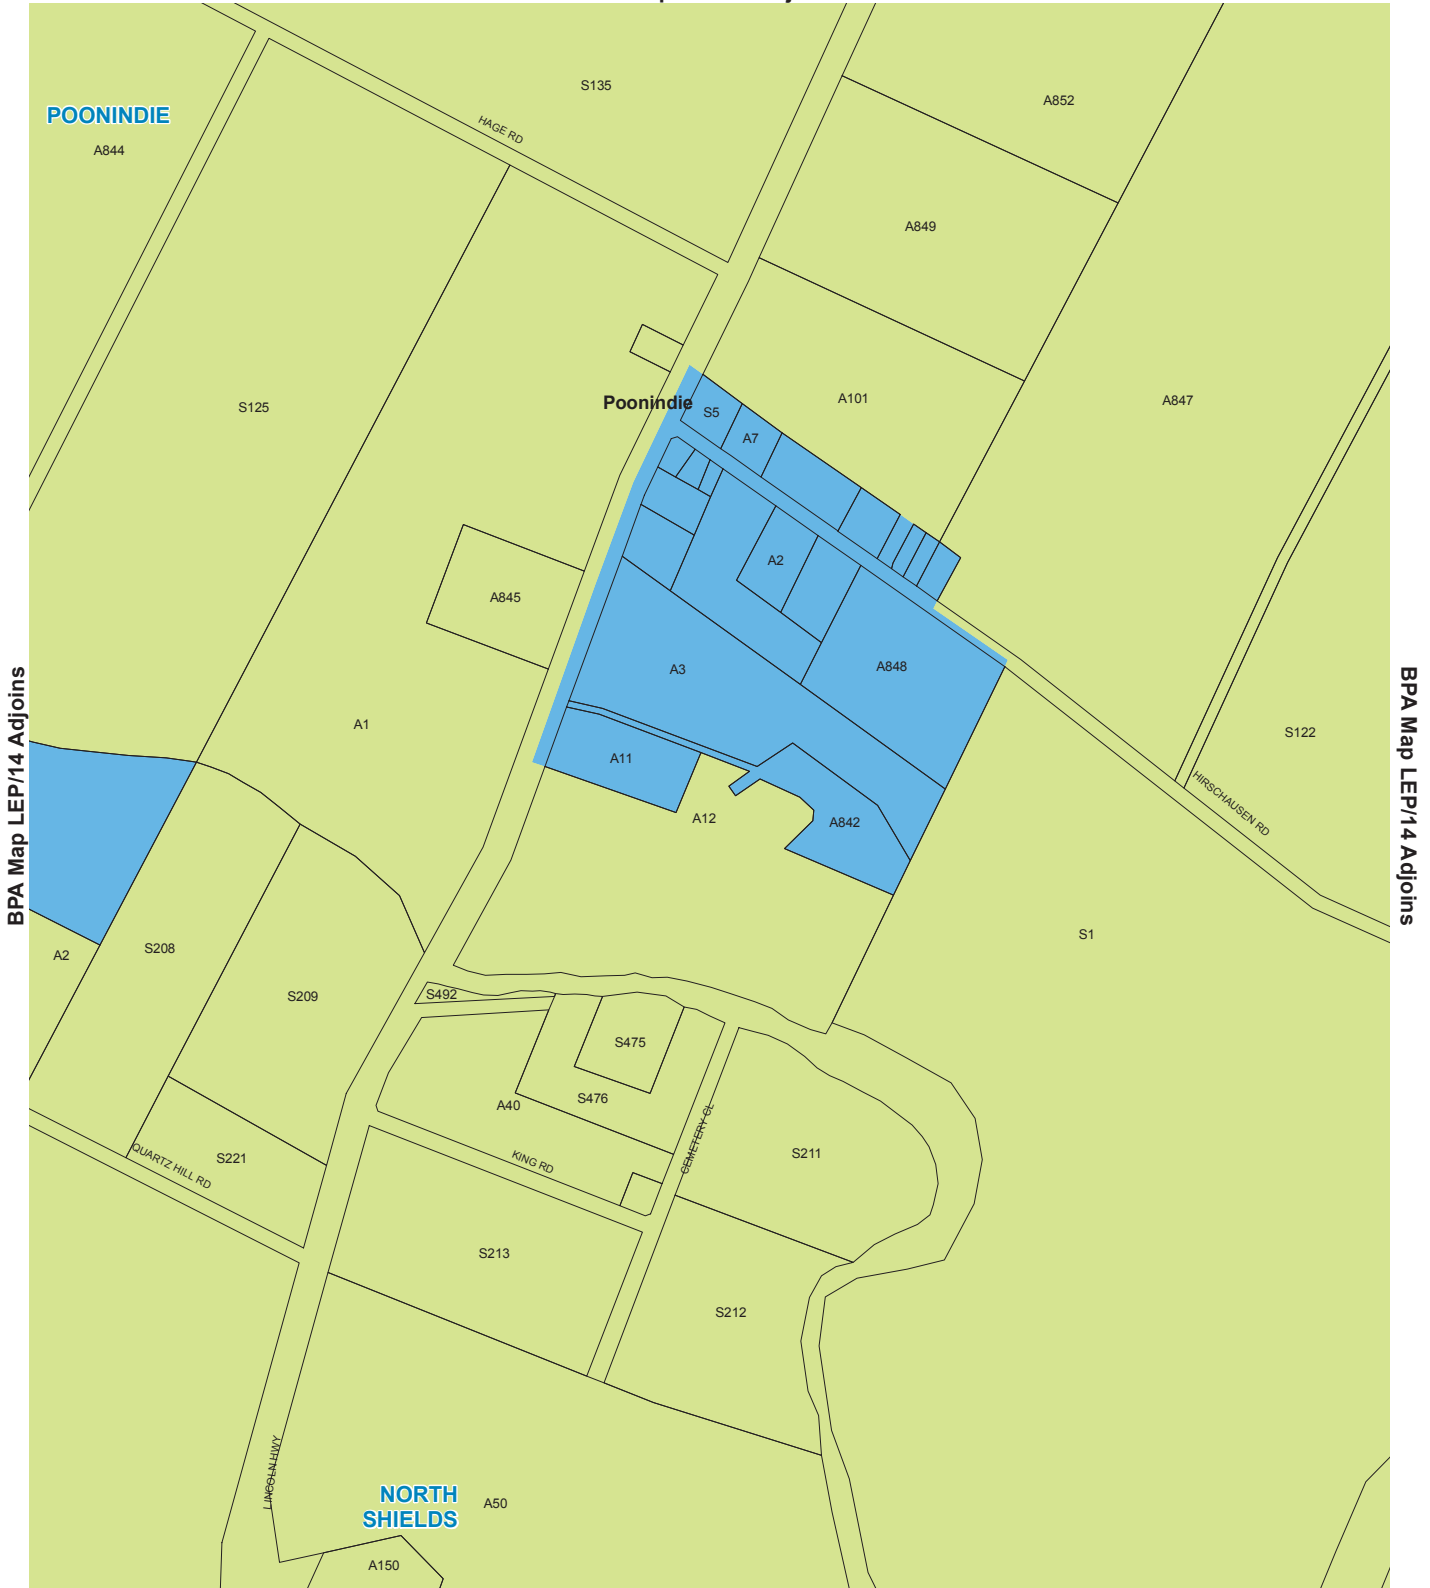 S135
A852
POONINDIE
HAGE RD
A844
A849
A101
A847
S125
Poonindie
S5
A7
A2
A845
A848
A3
BPA Map LEP/14 Adjoins
BPA Map LEP/14 Adjoins
A1
S122
A11
HIRSCHAUSEN RD
A12
A842
S1
S208
A2
S209
S492
S475
S476
A40
CEMETERY CL
S211
KING RD
S221
QUARTZ HILL RD
S213
S212
LINCOLN HWY
NORTH
SHIELDS
A50
A150